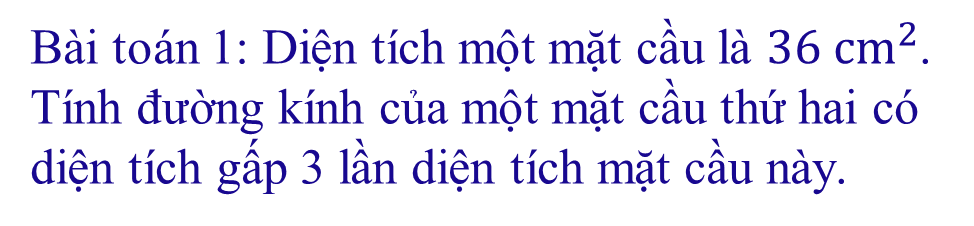 Bài toán 1: Diện tích một mặt cầu là 36 cm².
Tính đường kính của một mặt cầu thứ hai có
diện tích gấp 3 lần diện tích mặt cầu này.